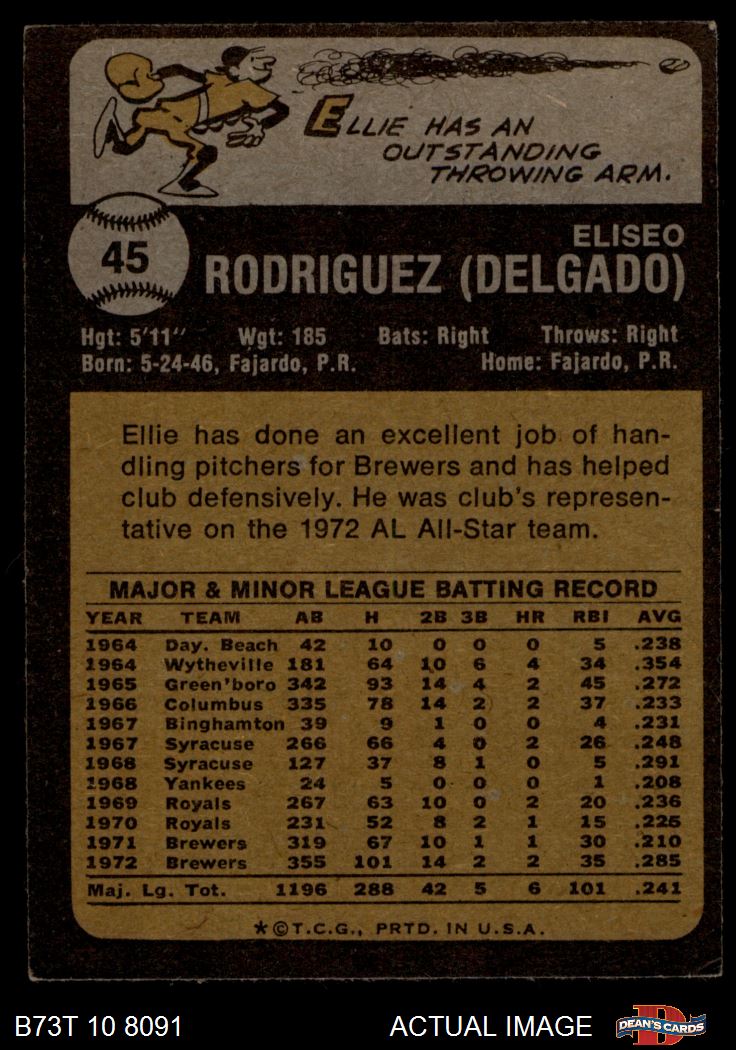 ELLIE HAS AN
OUTSTANDING
THROWING ARM.
45
ELISEO
RODRIGUEZ (DELGADO)
Hgt: 5'11" Wgt: 185 Bats: Right Throws: Right
Born: 5-24-46, Fajardo, P.R. Home: Fajardo, P.R.
Ellie has done an excellent job of han-
dling pitchers for Brewers and has helped
club defensively. He was club's represen-
tative on the 1972 AL All-Star team.
MAJOR & MINOR LEAGUE BATTING RECORD
YEAR TEAM AB H 2B 3B HR RBI AVG
1964 Day. Beach 42 10 0 0 0 5 .238
1964 Wytheville 181 64 10 6 4 34 .354
1965 Green'boro 342 93 14 4 2 45 .272
1966 Columbus 335 78 14 2 2 37 .233
1967 Binghamton 39 9 1 0 0 4 .231
1967 Syracuse 266 66 4 0 2 26 .248
1968 Syracuse 127 37 8 1 0 5 .291
1968 Yankees 24 5 0 0 0 1 .208
1969 Royals 267 63 10 0 2 20 .236
1970 Royals 231 52 8 2 1 15 .225
1971 Brewers 319 67 10 1 1 30 .210
1972 Brewers 355 101 14 2 2 35 .285
Maj. Lg. Tot. 1196 288 42 5 6 101 .241
*©T.C.G., PRTD. IN U.S.A.
B73T 10 8091 ACTUAL IMAGE
D
DEAN'S CARDS